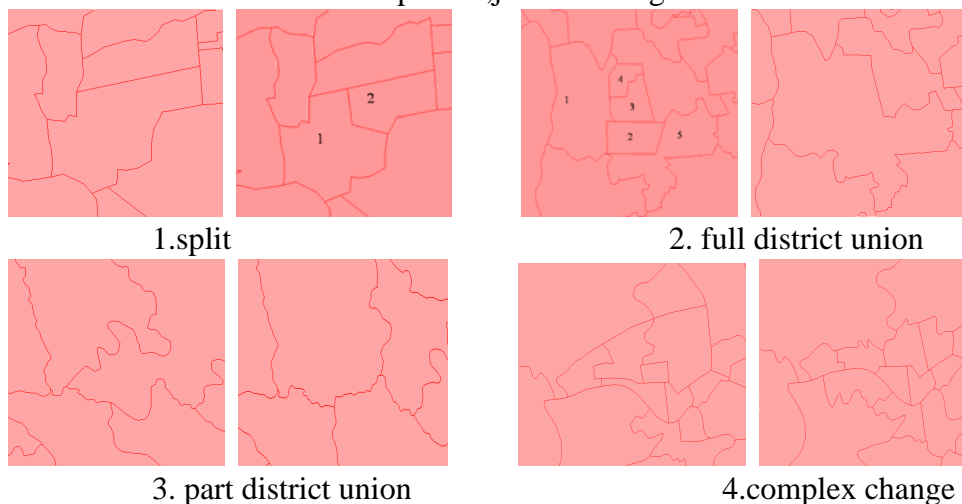 1
2
1
4
3
2
5
1.split
2. full district union
3. part district union
4.complex change